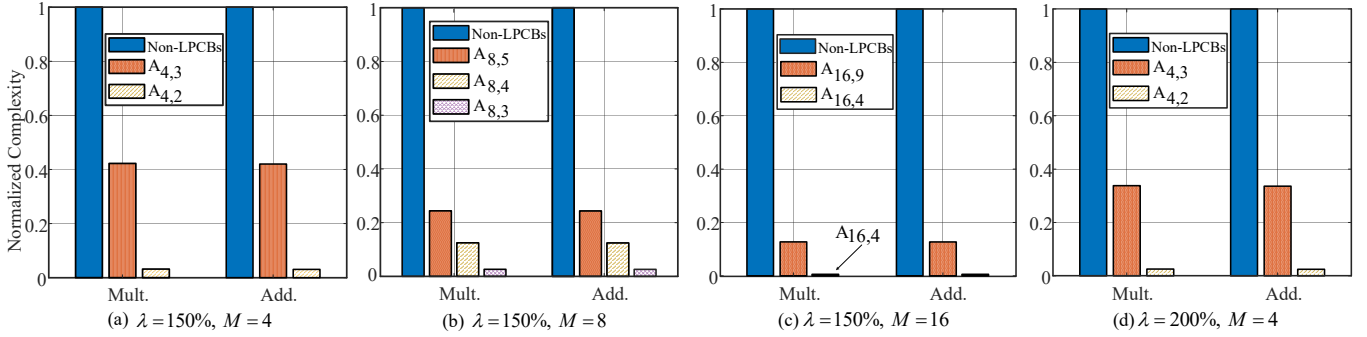 Normalized Complexity
1
0.8
0.6
0.4
0.2
0
Non-LPCBs
A4,3
A4,2
Mult.
Add.
(a) λ=150%, M=4
1
0.8
0.6
0.4
0.2
0
Non-LPCBs
A8,5
A8,4
A8,3
Mult.
Add.
(b) λ=150%, M=8
1
0.8
0.6
0.4
0.2
0
Non-LPCBs
A16,9
A16,4
A16,4
Mult.
Add.
(c) λ=150%, M=16
1
0.8
0.6
0.4
0.2
0
Non-LPCBs
A4,3
A4,2
Mult.
Add.
(d) λ=200%, M=4